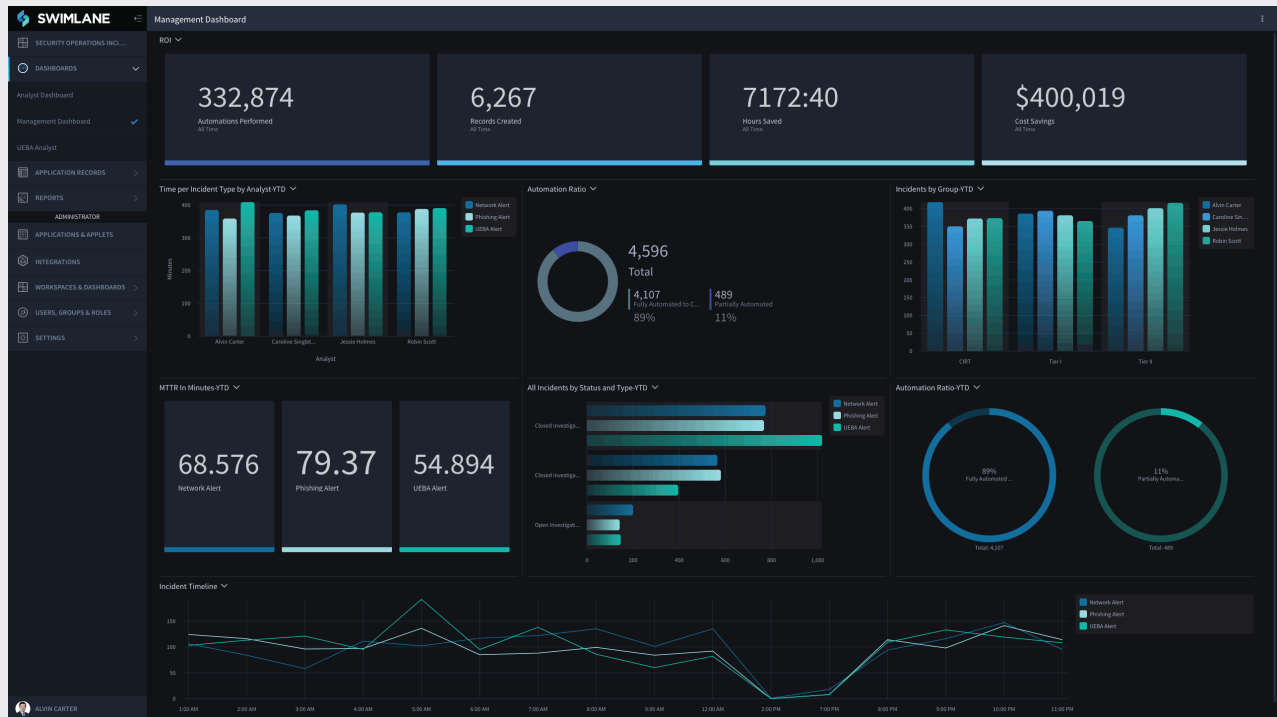 SWIMLANE
SECURITY OPERATIONS INCI...
DASHBOARDS
Analyst Dashboard
Management Dashboard
UEBA Analyst
APPLICATION RECORDS
REPORTS
ADMINISTRATOR
APPLICATIONS & APPLETS
INTEGRATIONS
WORKSPACES & DASHBOARDS
USERS, GROUPS & ROLES
SETTINGS
ALVIN CARTER
Management Dashboard
ROI
332,874
Automations Performed
All Time
6,267
Records Created
All Time
7172:40
Hours Saved
All Time
$400,019
Cost Savings
All Time
Time per Incident Type by Analyst-YTD
400
300
200
100
0
Minutes
Alvin Carter
Caroline Singlet...
Jessie Holmes
Robin Scott
Analyst
Network Alert
Phishing Alert
UEBA Alert
Automation Ratio
4,596
Total
4,107
Fully Automated to C...
89%
489
Partially Automated
11%
Incidents by Group-YTD
400
350
300
250
200
150
100
50
0
CIRT
Tier I
Tier II
Alvin Carter
Caroline Sin...
Jessie Holmes
Robin Scott
MTTR In Minutes-YTD
68.576
Network Alert
79.37
Phishing Alert
54.894
UEBA Alert
All Incidents by Status and Type-YTD
Closed Investiga...
Closed Investiga...
Open Investigati...
0
200
400
600
800
1,000
Network Alert
Phishing Alert
UEBA Alert
Automation Ratio-YTD
89%
Fully Automated ...
Total: 4,107
11%
Partially Automa...
Total: 489
Incident Timeline
150
100
50
0
1:00 AM
2:00 AM
3:00 AM
4:00 AM
5:00 AM
6:00 AM
7:00 AM
8:00 AM
9:00 AM
12:00 AM
2:00 PM
7:00 PM
8:00 PM
9:00 PM
10:00 PM
11:00 PM
Network Alert
Phishing Alert
UEBA Alert